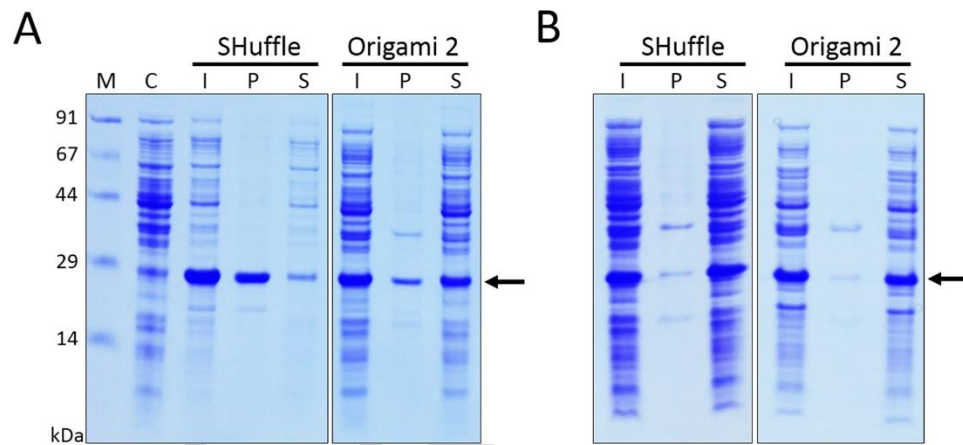 A
B
SHuffle
Origami 2
SHuffle
Origami 2
M C I P S I P S
I P S I P S
91
67
44
29
14
kDa